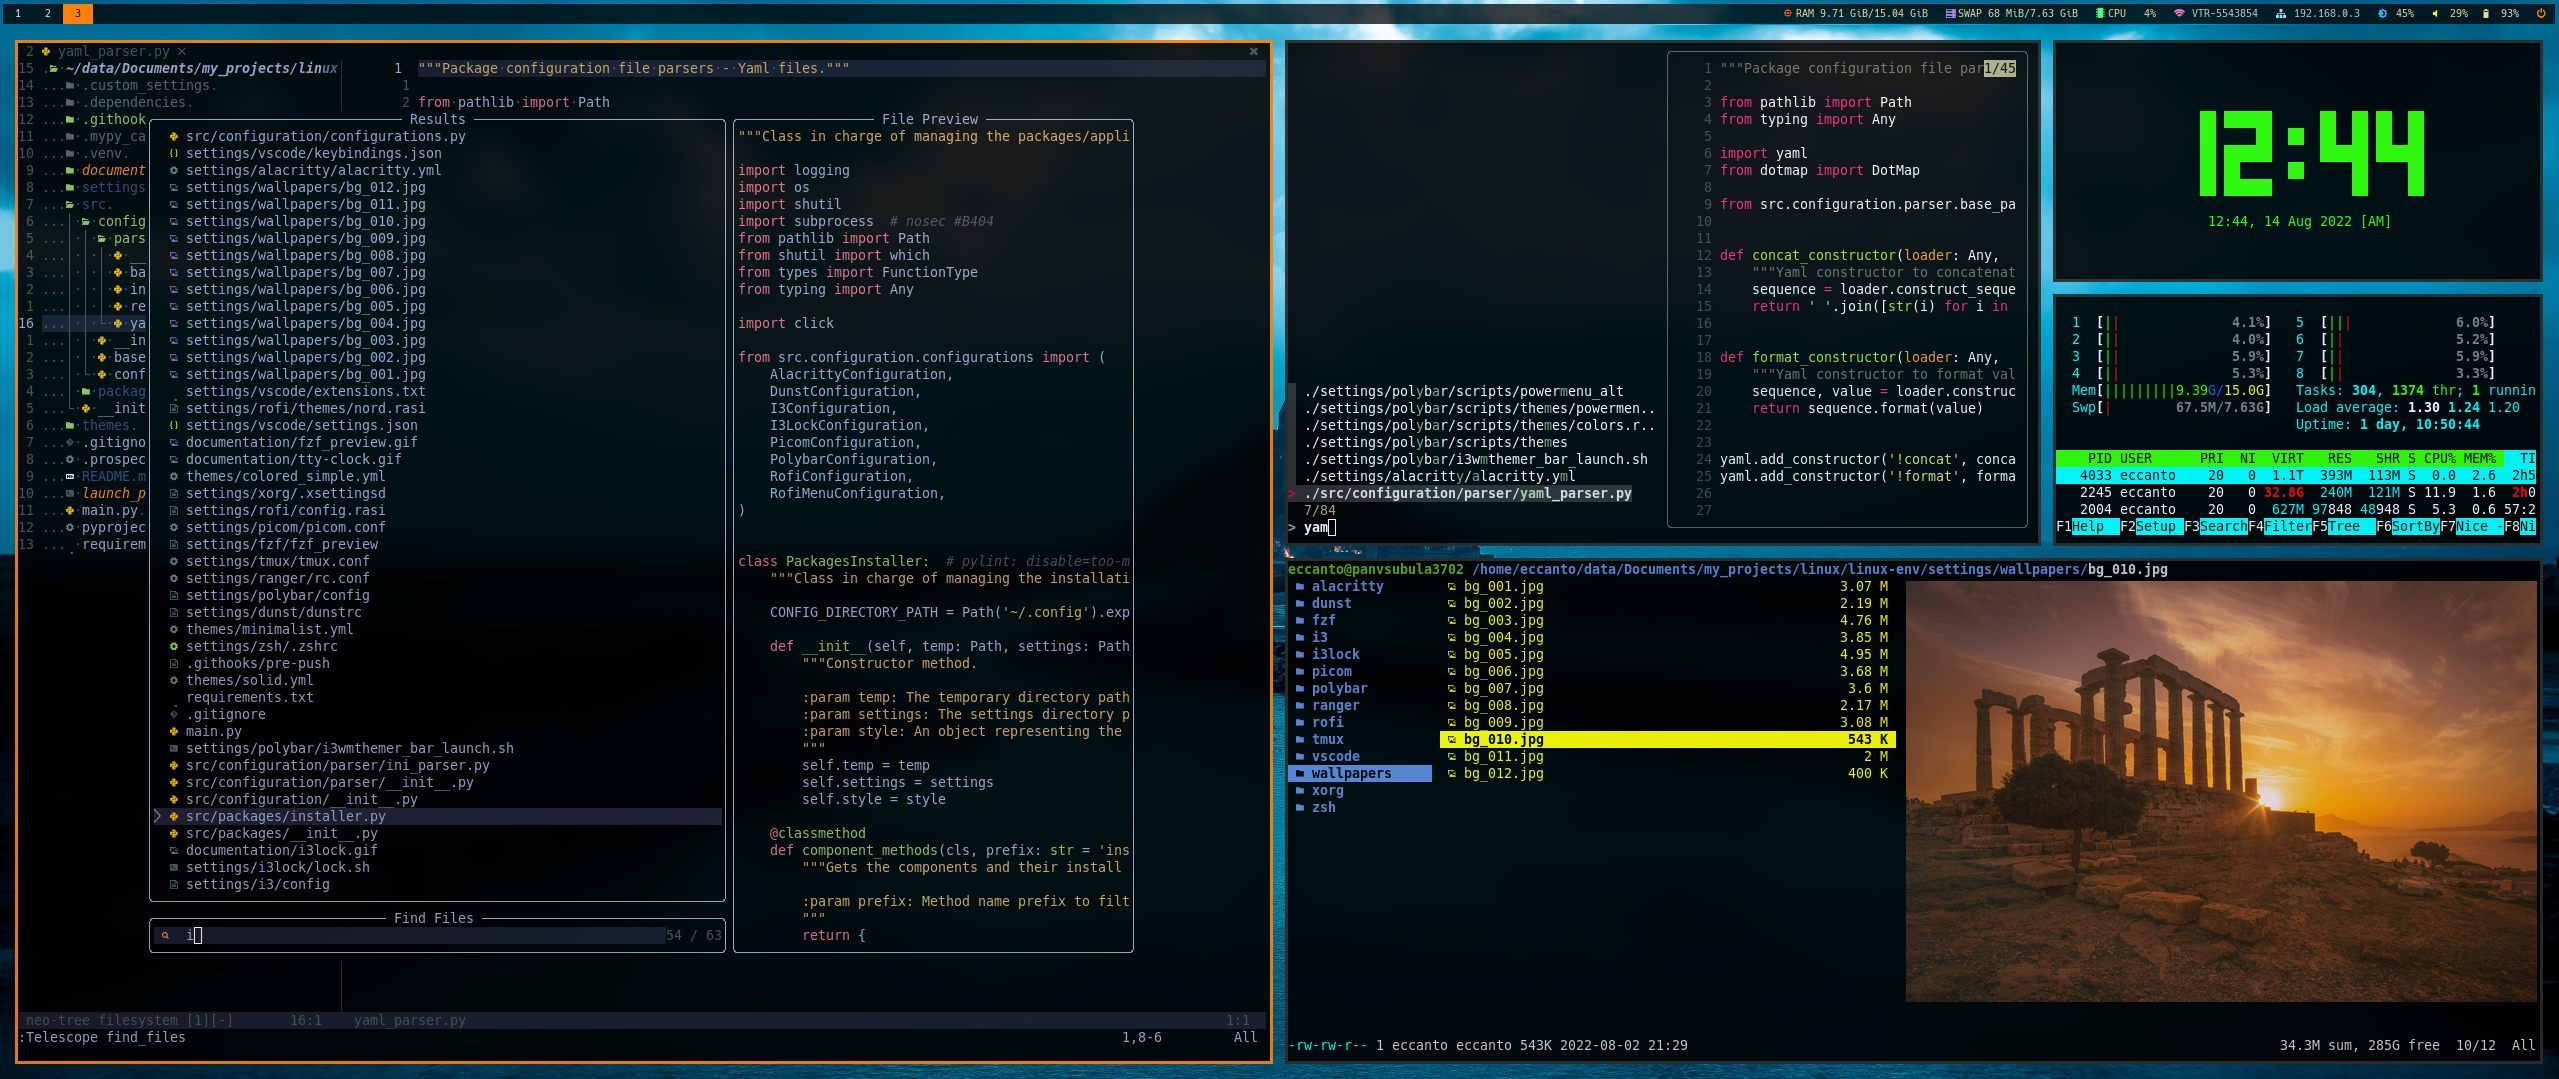 1 2 3
RAM 9.71 GiB/15.04 GiB SWAP 68 MiB/7.63 GiB CPU 4% VTR-5543854 192.168.0.3 45% 29% 93%
2 yaml_parser.py ×
15 ~/data/Documents/my_projects/linux
14 ...custom_settings.
13 ....dependencies.
12 ....githook
11 ....mypy_ca
10 ....venv.
9 ...document
8 ...settings
7 ...src.
6 ...config
5 ...pars
4 ...__
3 ...ba
2 ...in
1 ...re
16 ...ya
1 ...__in
2 ...base
3 ...conf
4 ...packag
5 ...__init
6 ...themes.
7 ....gitigno
8 ....prospec
9 ...README.m
10 ...launch_p
11 ...main.py.
12 ...pyprojec
13 ...requirem
1 """Package configuration file parsers - Yaml files."""
1
2 from pathlib import Path
Results
src/configuration/configurations.py
settings/vscode/keybindings.json
settings/alacritty/alacritty.yml
settings/wallpapers/bg_012.jpg
settings/wallpapers/bg_011.jpg
settings/wallpapers/bg_010.jpg
settings/wallpapers/bg_009.jpg
settings/wallpapers/bg_008.jpg
settings/wallpapers/bg_007.jpg
settings/wallpapers/bg_006.jpg
settings/wallpapers/bg_005.jpg
settings/wallpapers/bg_004.jpg
settings/wallpapers/bg_003.jpg
settings/wallpapers/bg_002.jpg
settings/wallpapers/bg_001.jpg
settings/vscode/extensions.txt
settings/rofi/themes/nord.rasi
settings/vscode/settings.json
documentation/fzf_preview.gif
documentation/tty-clock.gif
themes/colored_simple.yml
settings/xorg/.xsettingsd
settings/rofi/config.rasi
settings/picom/picom.conf
settings/fzf/fzf_preview
settings/tmux/tmux.conf
settings/ranger/rc.conf
settings/polybar/config
settings/dunst/dunstrc
themes/minimalist.yml
settings/zsh/.zshrc
.githooks/pre-push
themes/solid.yml
requirements.txt
.gitignore
main.py
settings/polybar/i3wmthemer_bar_launch.sh
src/configuration/parser/ini_parser.py
src/configuration/parser/__init__.py
src/configuration/__init__.py
> src/packages/installer.py
src/packages/__init__.py
documentation/i3lock.gif
settings/i3lock/lock.sh
settings/i3/config
Find Files
i 54 / 63
File Preview
"""Class in charge of managing the packages/appli
import logging
import os
import shutil
import subprocess # nosec #B404
from pathlib import Path
from shutil import which
from types import FunctionType
from typing import Any
import click
from src.configuration.configurations import (
AlacrittyConfiguration,
DunstConfiguration,
I3Configuration,
I3LockConfiguration,
PicomConfiguration,
PolybarConfiguration,
RofiConfiguration,
RofiMenuConfiguration,
)
class PackagesInstaller: # pylint: disable=too-m
"""Class in charge of managing the installati
CONFIG_DIRECTORY_PATH = Path('~/.config').exp
def __init__(self, temp: Path, settings: Path
"""Constructor method.
:param temp: The temporary directory path
:param settings: The settings directory p
:param style: An object representing the
"""
self.temp = temp
self.settings = settings
self.style = style
@classmethod
def component_methods(cls, prefix: str = 'ins
"""Gets the components and their install
:param prefix: Method name prefix to filt
"""
return {
neo-tree filesystem [1][-] 16:1 yaml_parser.py 1:1
:Telescope find_files 1,8-6 All
./settings/polybar/scripts/powermenu_alt
./settings/polybar/scripts/themes/powermen..
./settings/polybar/scripts/themes/colors.r..
./settings/polybar/scripts/themes
./settings/polybar/i3wmthemer_bar_launch.sh
./settings/alacritty/alacritty.yml
> ./src/configuration/parser/yaml_parser.py
7/84
> yam
1 """Package configuration file par 1/45
2
3 from pathlib import Path
4 from typing import Any
5
6 import yaml
7 from dotmap import DotMap
8
9 from src.configuration.parser.base_pa
10
11
12 def concat_constructor(loader: Any,
13 """Yaml constructor to concatenat
14 sequence = loader.construct_seque
15 return ' '.join([str(i) for i in
16
17
18 def format_constructor(loader: Any,
19 """Yaml constructor to format val
20 sequence, value = loader.construc
21 return sequence.format(value)
22
23
24 yaml.add_constructor('!concat', conca
25 yaml.add_constructor('!format', forma
26
27
12:44
12:44, 14 Aug 2022 [AM]
1 [|| 4.1%] 5 [||| 6.0%]
2 [|| 4.0%] 6 [|| 5.2%]
3 [|| 5.9%] 7 [|| 5.9%]
4 [|| 5.3%] 8 [|| 3.3%]
Mem[|||||||||9.39G/15.0G] Tasks: 304, 1374 thr; 1 runnin
Swp[| 67.5M/7.63G] Load average: 1.30 1.24 1.20
Uptime: 1 day, 10:50:44
PID USER PRI NI VIRT RES SHR S CPU% MEM% TI
4033 eccanto 20 0 1.1T 393M 113M S 0.0 2.6 2h5
2245 eccanto 20 0 32.8G 240M 121M S 11.9 1.6 2h0
2004 eccanto 20 0 627M 97848 48948 S 5.3 0.6 57:2
F1Help F2Setup F3SearchF4FilterF5Tree F6SortByF7Nice -F8Ni
eccanto@panvsubula3702 /home/eccanto/data/Documents/my_projects/linux/linux-env/settings/wallpapers/bg_010.jpg
alacritty bg_001.jpg 3.07 M
dunst bg_002.jpg 2.19 M
fzf bg_003.jpg 4.76 M
i3 bg_004.jpg 3.85 M
i3lock bg_005.jpg 4.95 M
picom bg_006.jpg 3.68 M
polybar bg_007.jpg 3.6 M
ranger bg_008.jpg 2.17 M
rofi bg_009.jpg 3.08 M
tmux bg_010.jpg 543 K
vscode bg_011.jpg 2 M
wallpapers bg_012.jpg 400 K
xorg
zsh
-rw-rw-r-- 1 eccanto eccanto 543K 2022-08-02 21:29 34.3M sum, 285G free 10/12 All